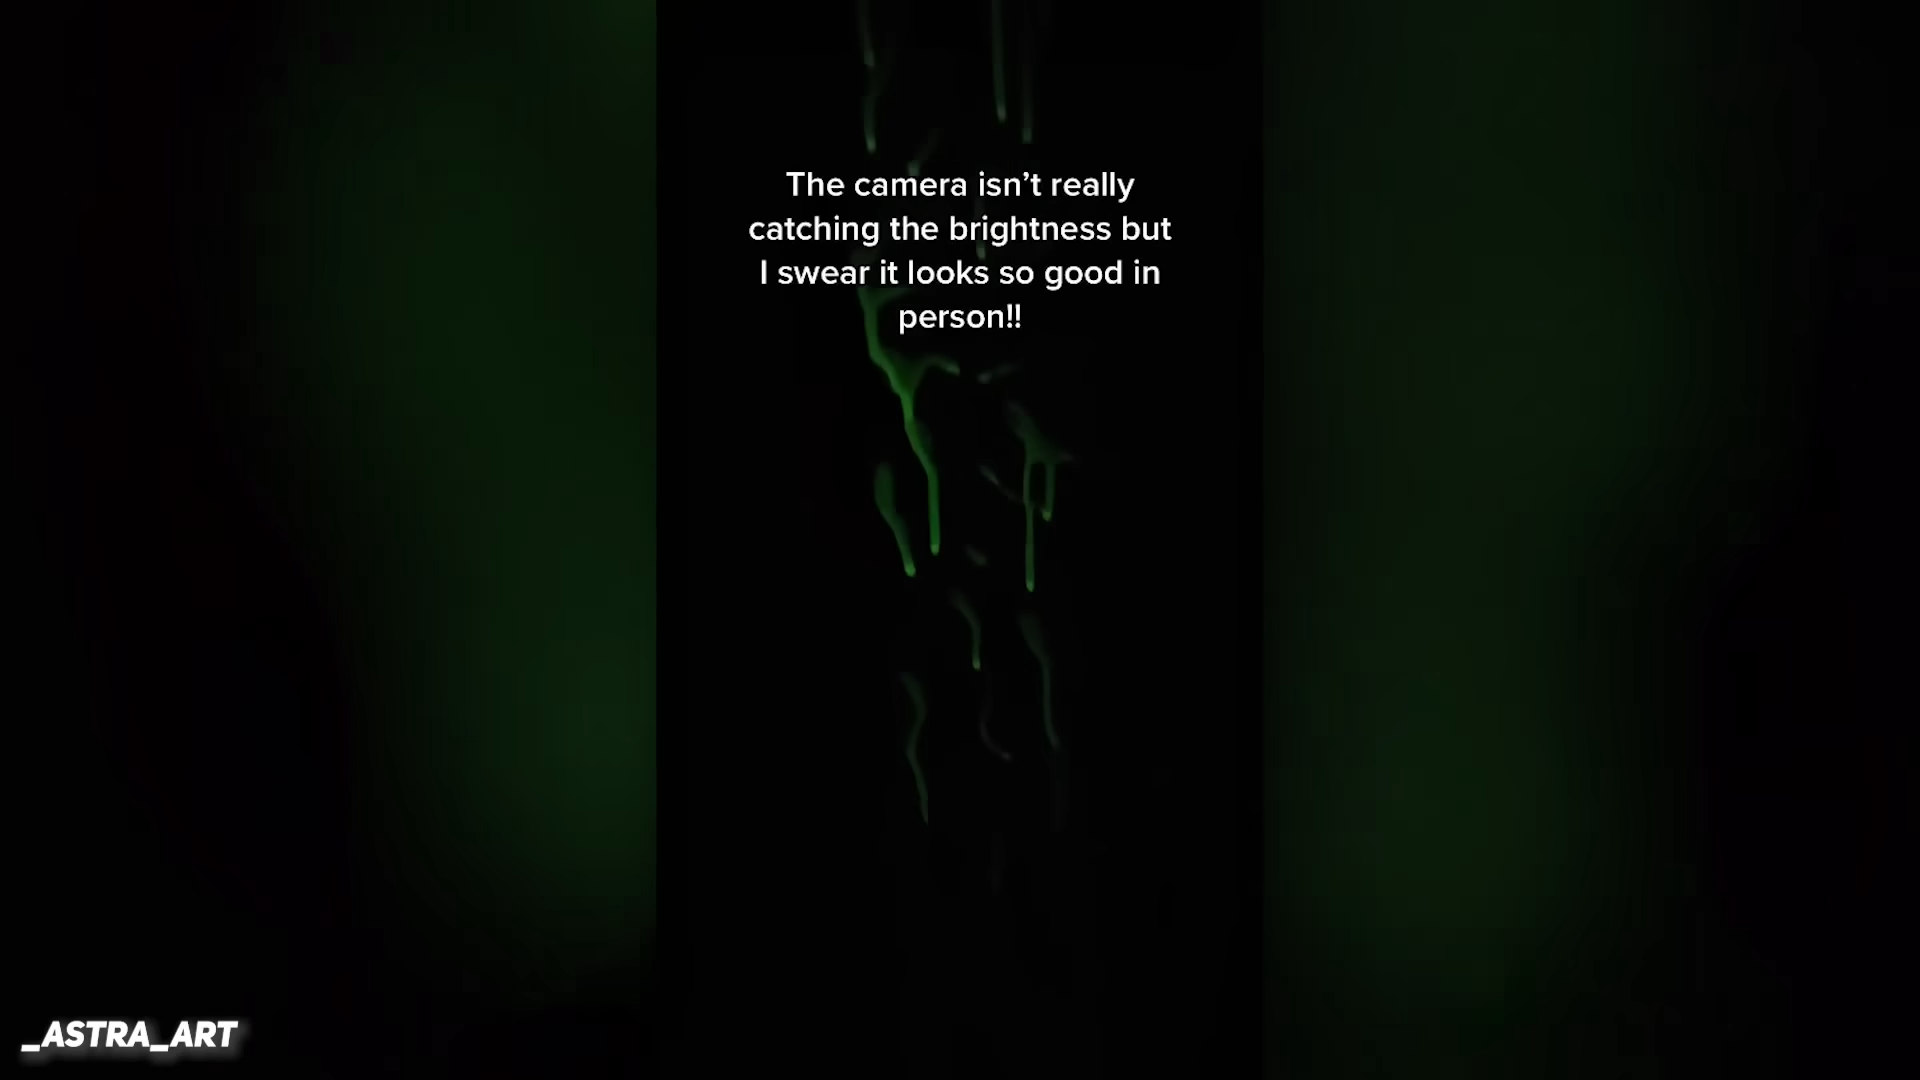 The camera isn’t really
catching the brightness but
I swear it looks so good in
person!!
_ASTRA_ART